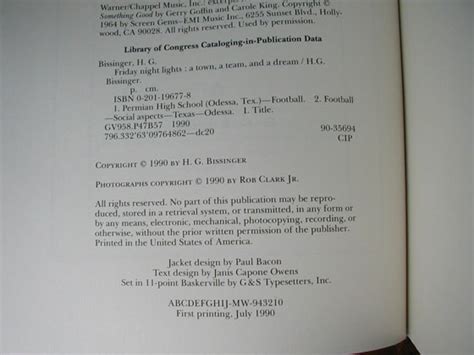 Warner/Chappell Music, Inc.;
Something Good by Gerry Goffin and Carole King. Copyright ©
1964 by Screen Gems–EMI Music Inc., 6255 Sunset Blvd., Holly-
wood, CA 90028. All rights reserved. Used by permission.
Library of Congress Cataloging-in-Publication Data
Bissinger, H. G.
Friday night lights : a town, a team, and a dream / H.G.
Bissinger.
p. cm.
ISBN 0-201-19677-8
1. Permian High School (Odessa, Tex.)—Football. 2. Football
—Social aspects—Texas—Odessa. I. Title.
GV958.P47B57 1990
796.332'63'09764862—dc20 90-35694
CIP
Copyright © 1990 by H. G. Bissinger
Photographs copyright © 1990 by Rob Clark Jr.
All rights reserved. No part of this publication may be repro-
duced, stored in a retrieval system, or transmitted, in any form or
by any means, electronic, mechanical, photocopying, recording, or
otherwise, without the prior written permission of the publisher.
Printed in the United States of America.
Jacket design by Paul Bacon
Text design by Janis Capone Owens
Set in 11-point Baskerville by G&S Typesetters, Inc.
ABCDEFGHIJ-MW-943210
First printing, July 1990